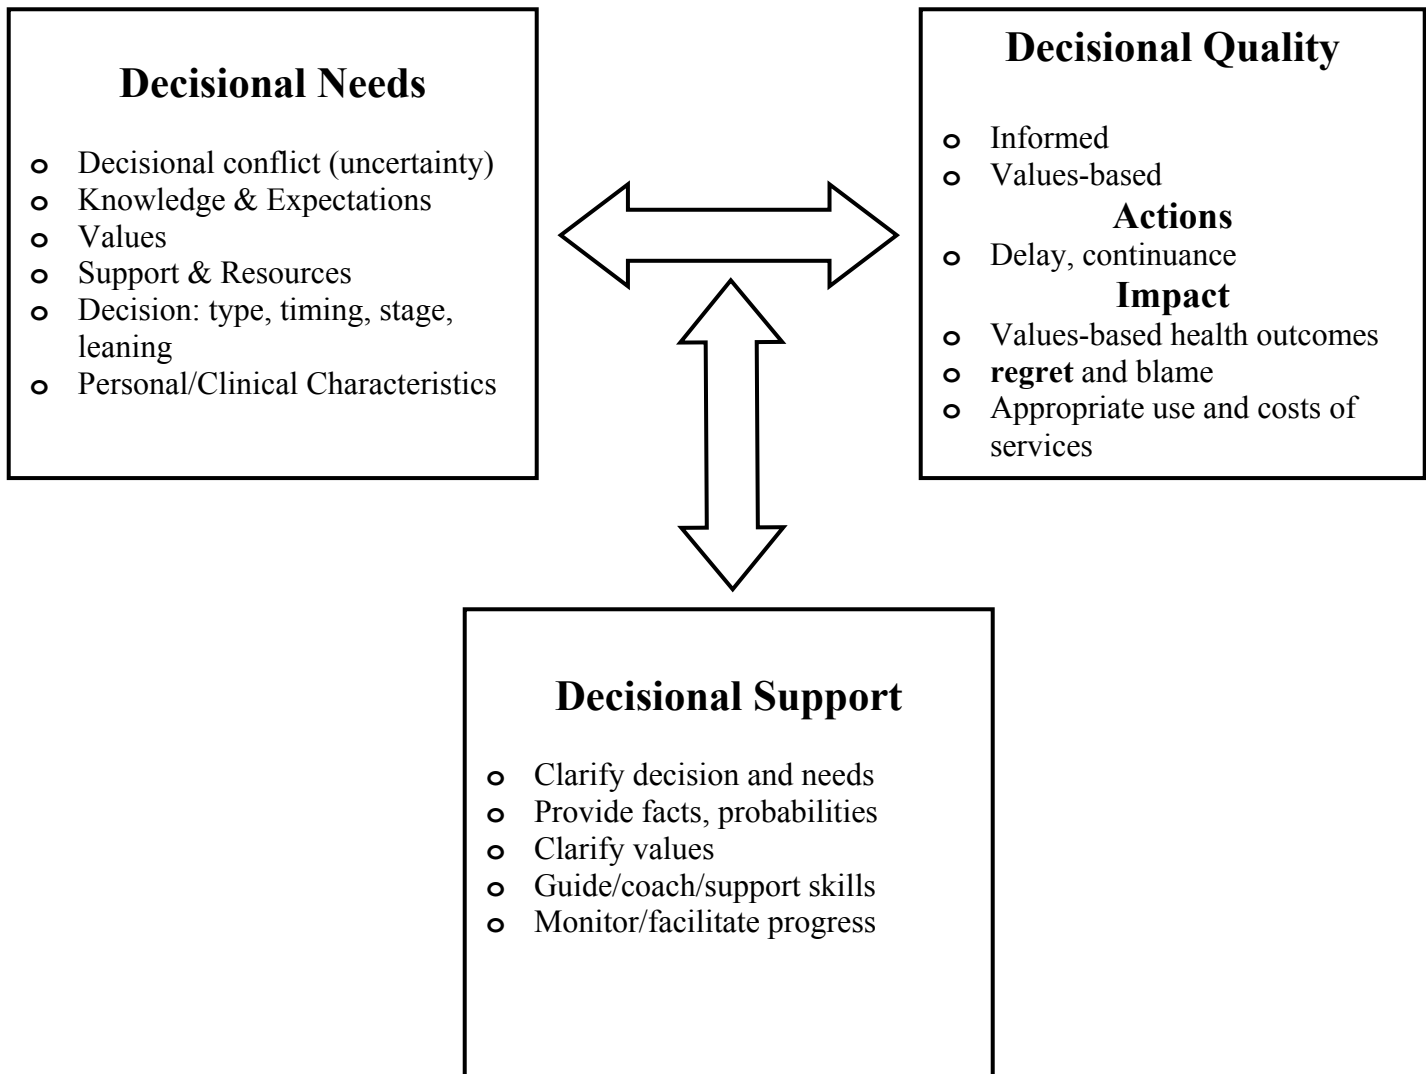 Decisional Needs
o Decisional conflict (uncertainty)
o Knowledge & Expectations
o Values
o Support & Resources
o Decision: type, timing, stage,
leaning
o Personal/Clinical Characteristics
Decisional Quality
o Informed
o Values-based
Actions
o Delay, continuance
Impact
o Values-based health outcomes
o regret and blame
o Appropriate use and costs of
services
Decisional Support
o Clarify decision and needs
o Provide facts, probabilities
o Clarify values
o Guide/coach/support skills
o Monitor/facilitate progress